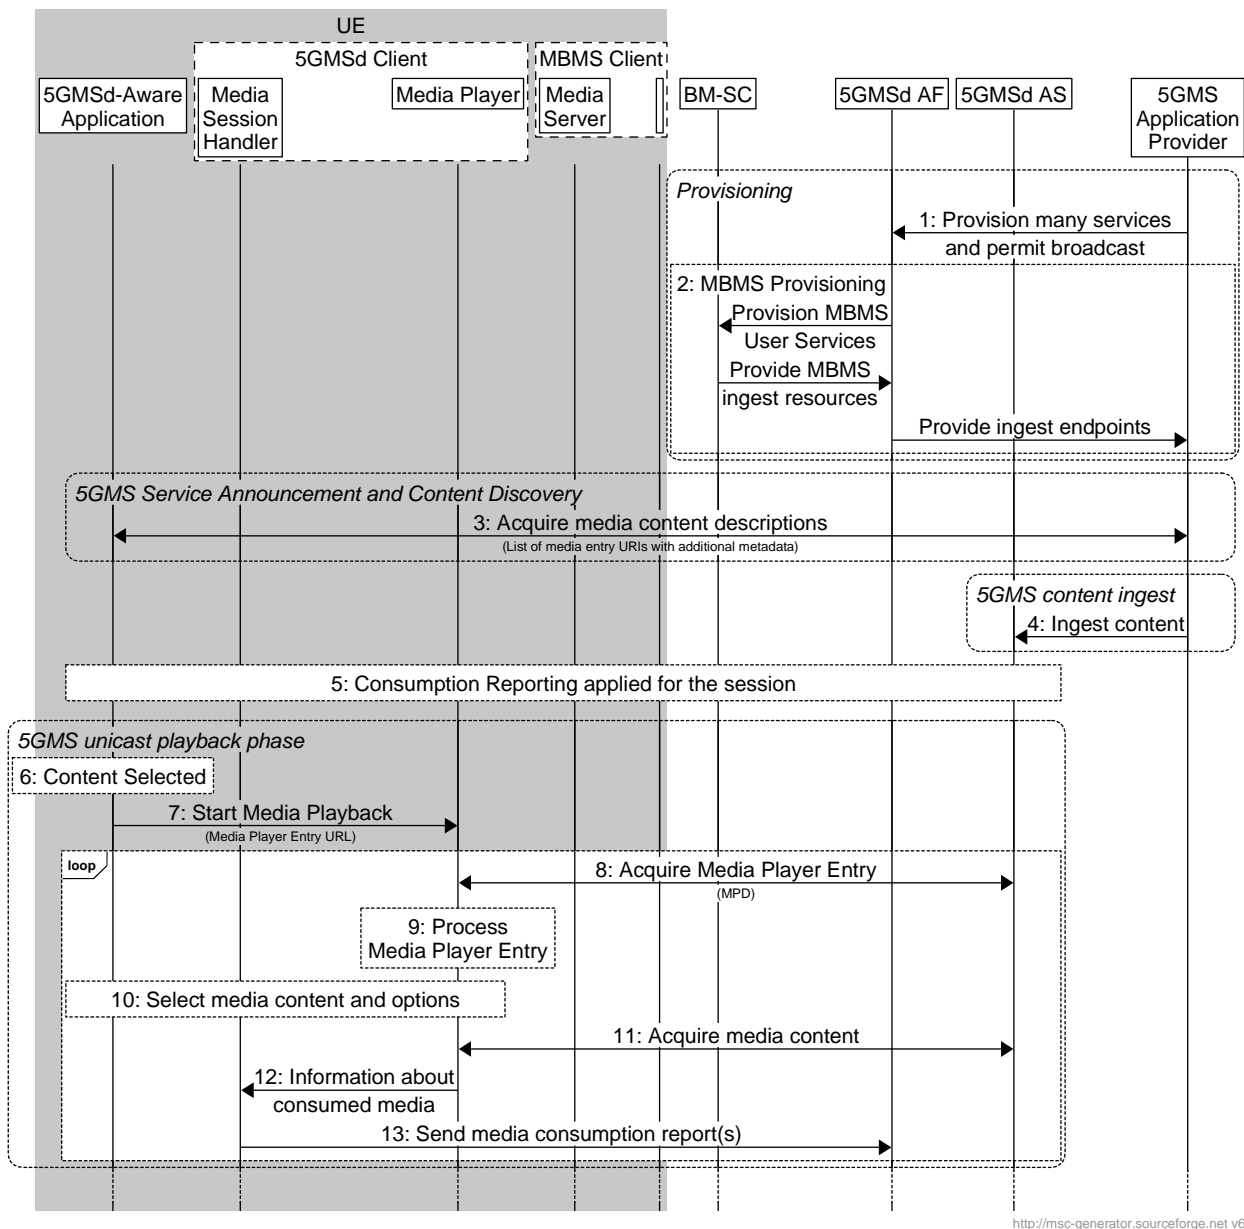 UE
5GMSd Client
MBMS Client
5GMSd-Aware
Application
Media
Session
Handler
Media Player
Media
Server
BM-SC
5GMSd AF
5GMSd AS
5GMS
Application
Provider
Provisioning
1: Provision many services
and permit broadcast
2: MBMS Provisioning
Provision MBMS
User Services
Provide MBMS
ingest resources
Provide ingest endpoints
5GMS Service Announcement and Content Discovery
3: Acquire media content descriptions
(List of media entry URIs with additional metadata)
5GMS content ingest
4: Ingest content
5: Consumption Reporting applied for the session
5GMS unicast playback phase
6: Content Selected
7: Start Media Playback
(Media Player Entry URL)
loop
8: Acquire Media Player Entry
(MPD)
9: Process
Media Player Entry
10: Select media content and options
11: Acquire media content
12: Information about
consumed media
13: Send media consumption report(s)
http://msc-generator.sourceforge.net v6